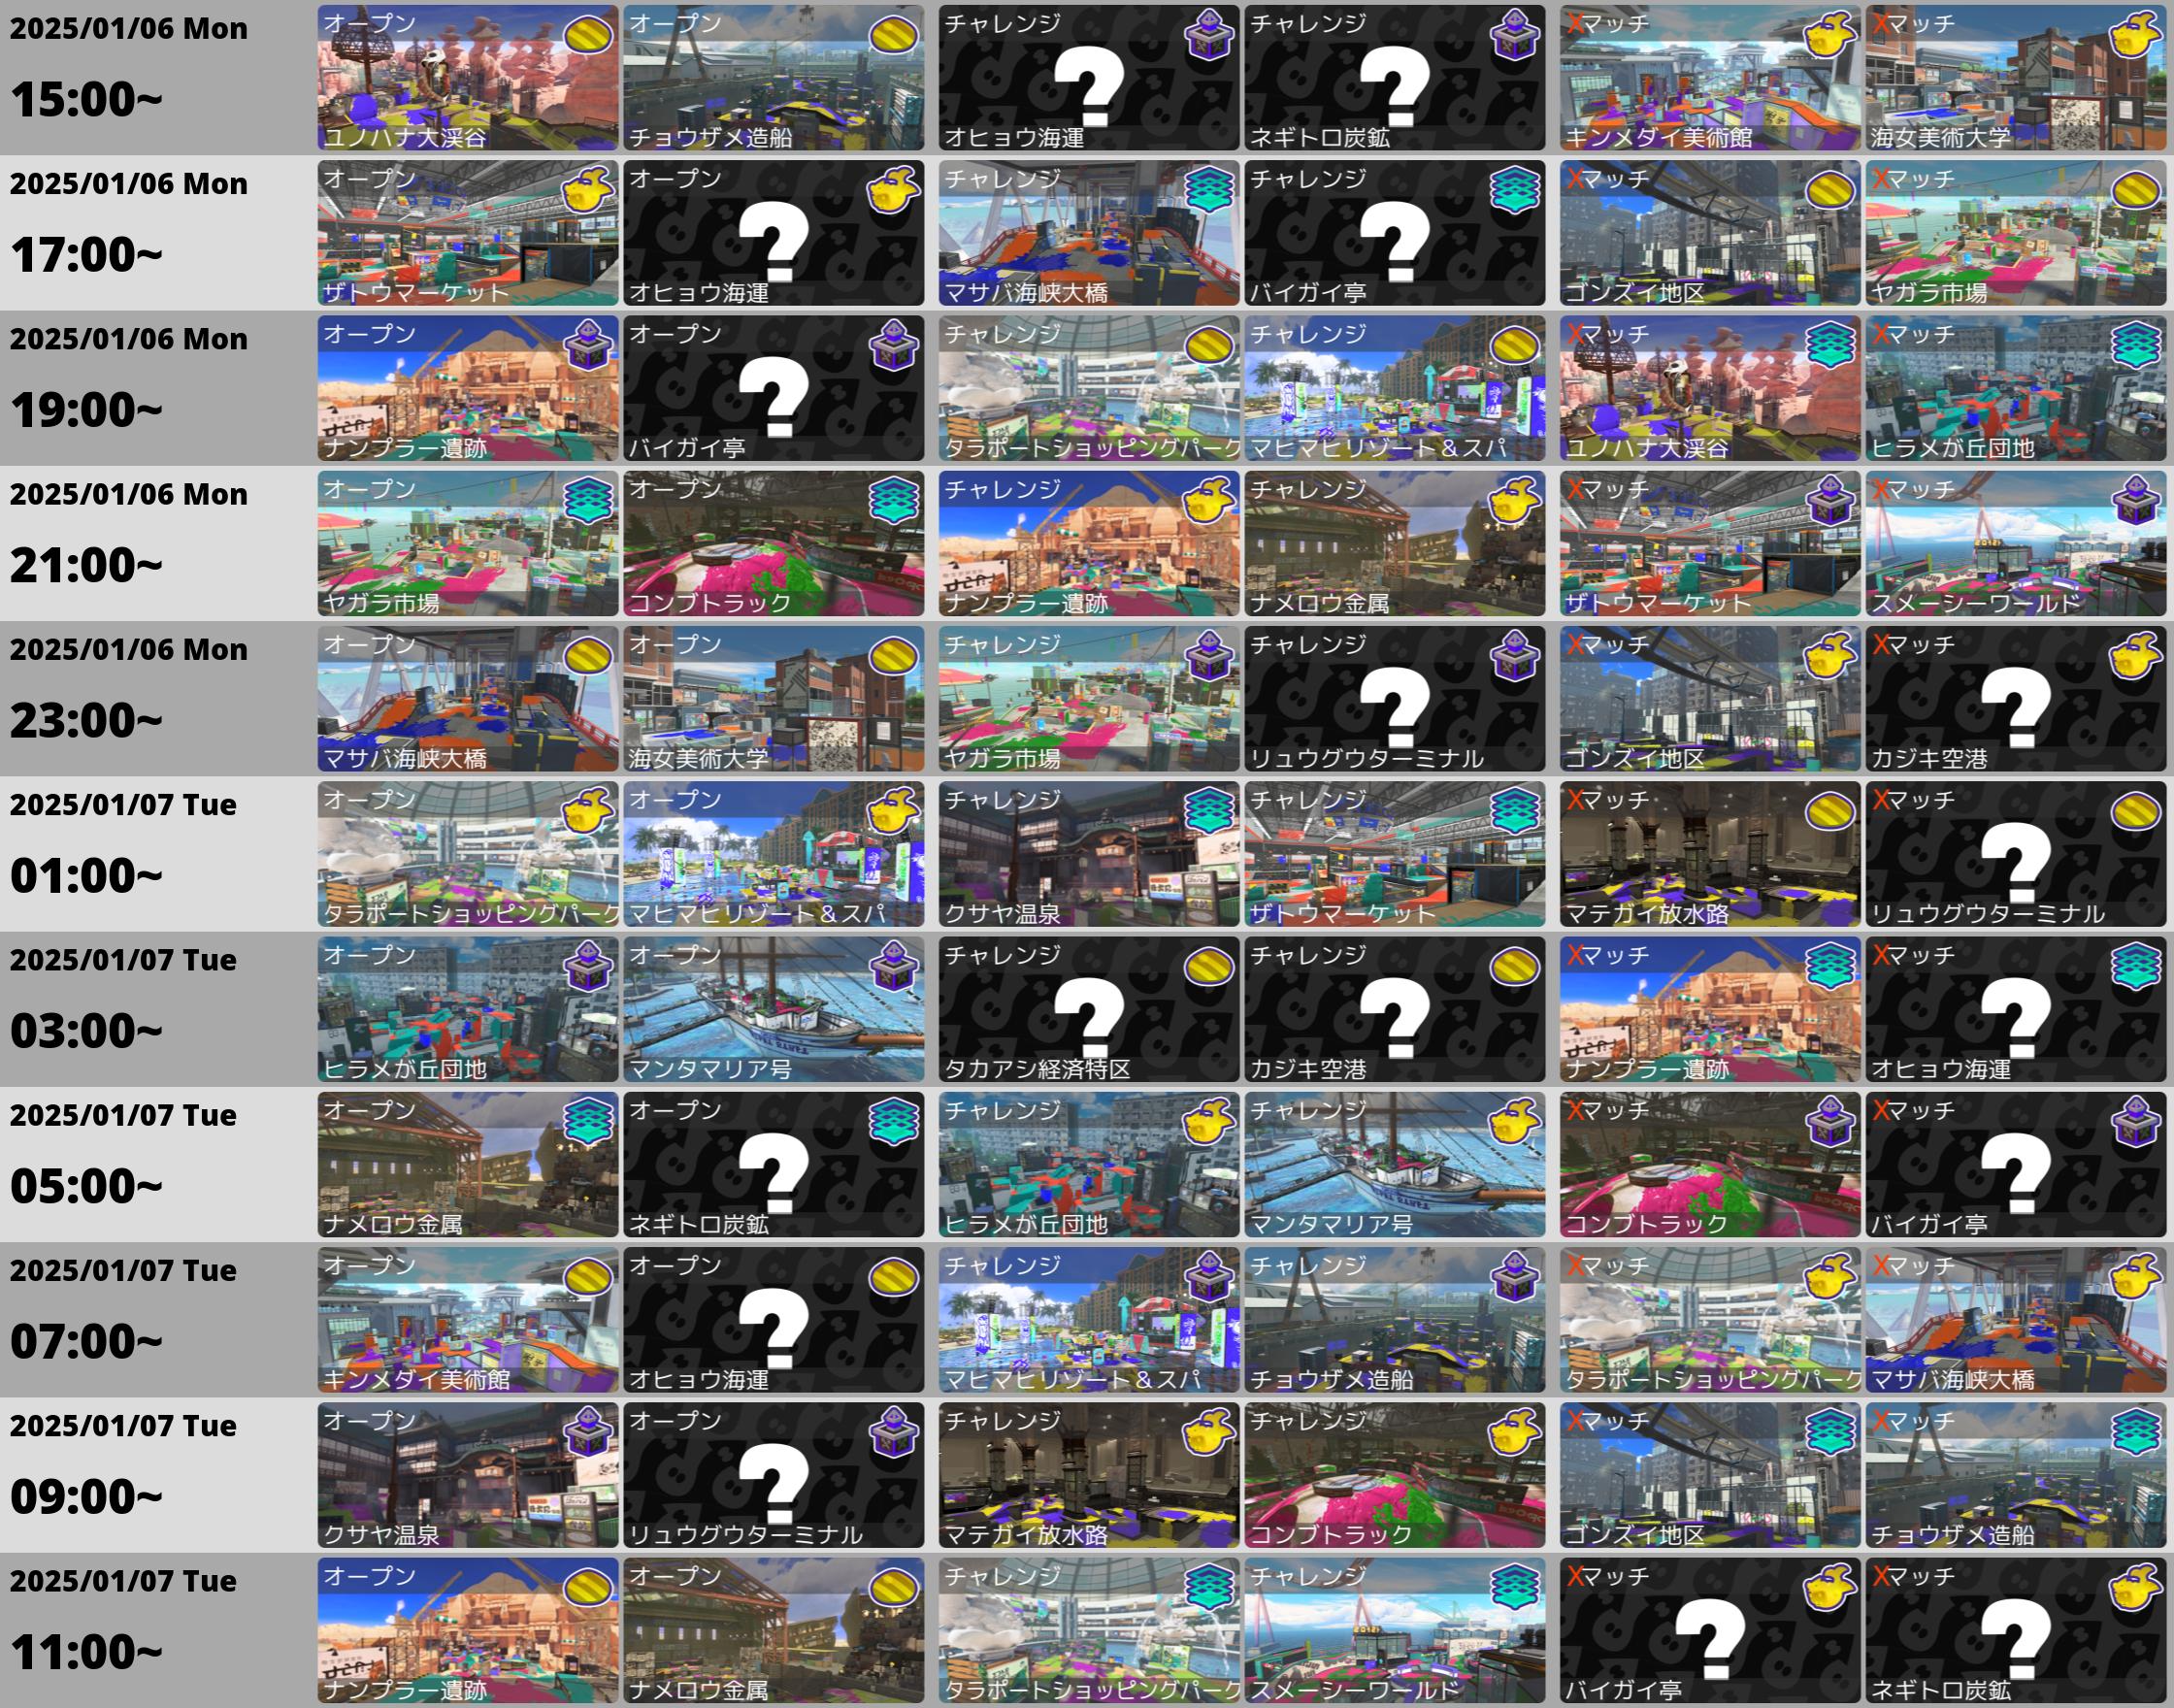 2025/01/06 Mon
15:00~
オープン
ユノハナ大渓谷
オープン
チョウザメ造船
チャレンジ
オヒョウ海運
チャレンジ
ネギトロ炭鉱
Xマッチ
キンメダイ美術館
Xマッチ
海女美術大学
2025/01/06 Mon
17:00~
オープン
ザトウマーケット
オープン
オヒョウ海運
チャレンジ
マサバ海峡大橋
チャレンジ
バイガイ亭
Xマッチ
ゴンズイ地区
Xマッチ
ヤガラ市場
2025/01/06 Mon
19:00~
オープン
ナンプラー遺跡
オープン
バイガイ亭
チャレンジ
タラポートショッピングパーク
チャレンジ
マヒマヒリゾート&スパ
Xマッチ
ユノハナ大渓谷
Xマッチ
ヒラメが丘団地
2025/01/06 Mon
21:00~
オープン
ヤガラ市場
オープン
コンブトラック
チャレンジ
ナンプラー遺跡
チャレンジ
ナメロウ金属
Xマッチ
ザトウマーケット
Xマッチ
スメーシーワールド
2025/01/06 Mon
23:00~
オープン
マサバ海峡大橋
オープン
海女美術大学
チャレンジ
ヤガラ市場
チャレンジ
リュウグウターミナル
Xマッチ
ゴンズイ地区
Xマッチ
カジキ空港
2025/01/07 Tue
01:00~
オープン
タラポートショッピングパーク
オープン
マヒマヒリゾート&スパ
チャレンジ
クサヤ温泉
チャレンジ
ザトウマーケット
Xマッチ
マテガイ放水路
Xマッチ
リュウグウターミナル
2025/01/07 Tue
03:00~
オープン
ヒラメが丘団地
オープン
マンタマリア号
チャレンジ
タカアシ経済特区
チャレンジ
カジキ空港
Xマッチ
ナンプラー遺跡
Xマッチ
オヒョウ海運
2025/01/07 Tue
05:00~
オープン
ナメロウ金属
オープン
ネギトロ炭鉱
チャレンジ
ヒラメが丘団地
チャレンジ
マンタマリア号
Xマッチ
コンブトラック
Xマッチ
バイガイ亭
2025/01/07 Tue
07:00~
オープン
キンメダイ美術館
オープン
オヒョウ海運
チャレンジ
マヒマヒリゾート&スパ
チャレンジ
チョウザメ造船
Xマッチ
タラポートショッピングパーク
Xマッチ
マサバ海峡大橋
2025/01/07 Tue
09:00~
オープン
クサヤ温泉
オープン
リュウグウターミナル
チャレンジ
マテガイ放水路
チャレンジ
コンブトラック
Xマッチ
ゴンズイ地区
Xマッチ
チョウザメ造船
2025/01/07 Tue
11:00~
オープン
ナンプラー遺跡
オープン
ナメロウ金属
チャレンジ
タラポートショッピングパーク
チャレンジ
スメーシーワールド
Xマッチ
バイガイ亭
Xマッチ
ネギトロ炭鉱